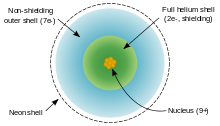 Non-shielding
outer shell (7e-)
Full helium shell
(2e-, shielding)
Neon shell
Nucleus (9+)